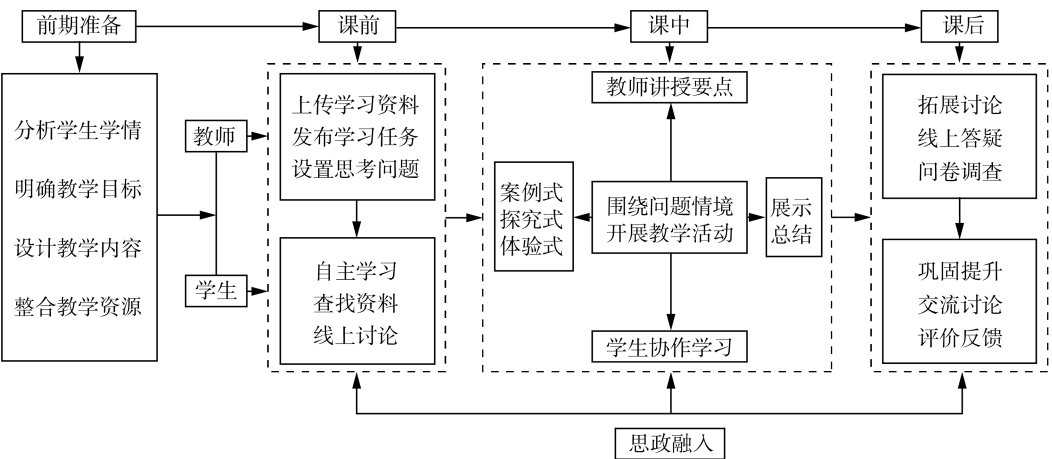 前期准备
课前
课中
课后
分析学生学情
明确教学目标
设计教学内容
整合教学资源
教师
学生
上传学习资料
发布学习任务
设置思考问题
自主学习
查找资料
线上讨论
教师讲授要点
案例式
探究式
体验式
围绕问题情境
开展教学活动
展示
总结
学生协作学习
拓展讨论
线上答疑
问卷调查
巩固提升
交流讨论
评价反馈
思政融入